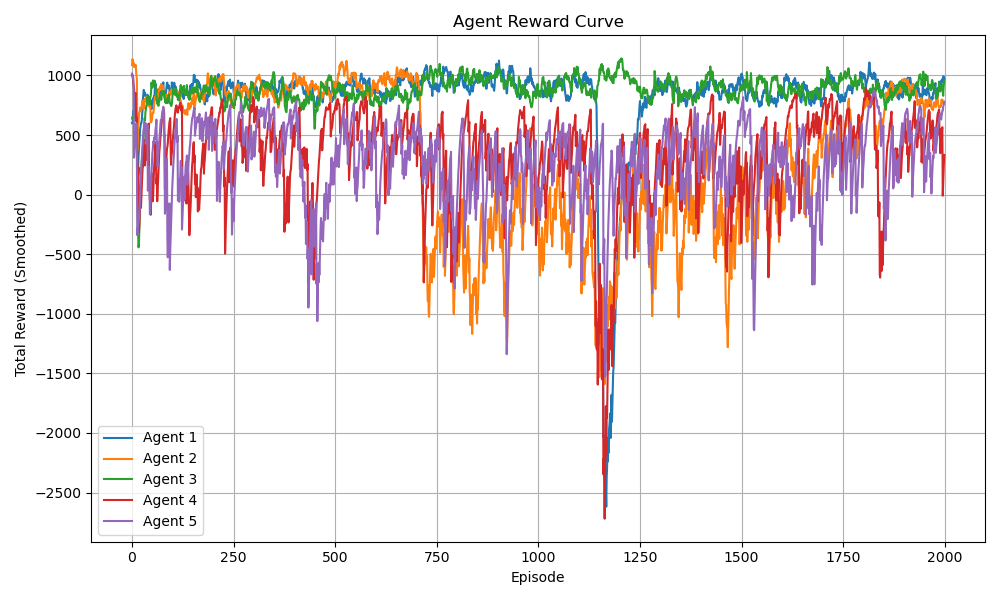 Agent Reward Curve
Total Reward (Smoothed)
1000
500
0
−500
−1000
−1500
−2000
−2500
Agent 1
Agent 2
Agent 3
Agent 4
Agent 5
0 250 500 750 1000 1250 1500 1750 2000
Episode